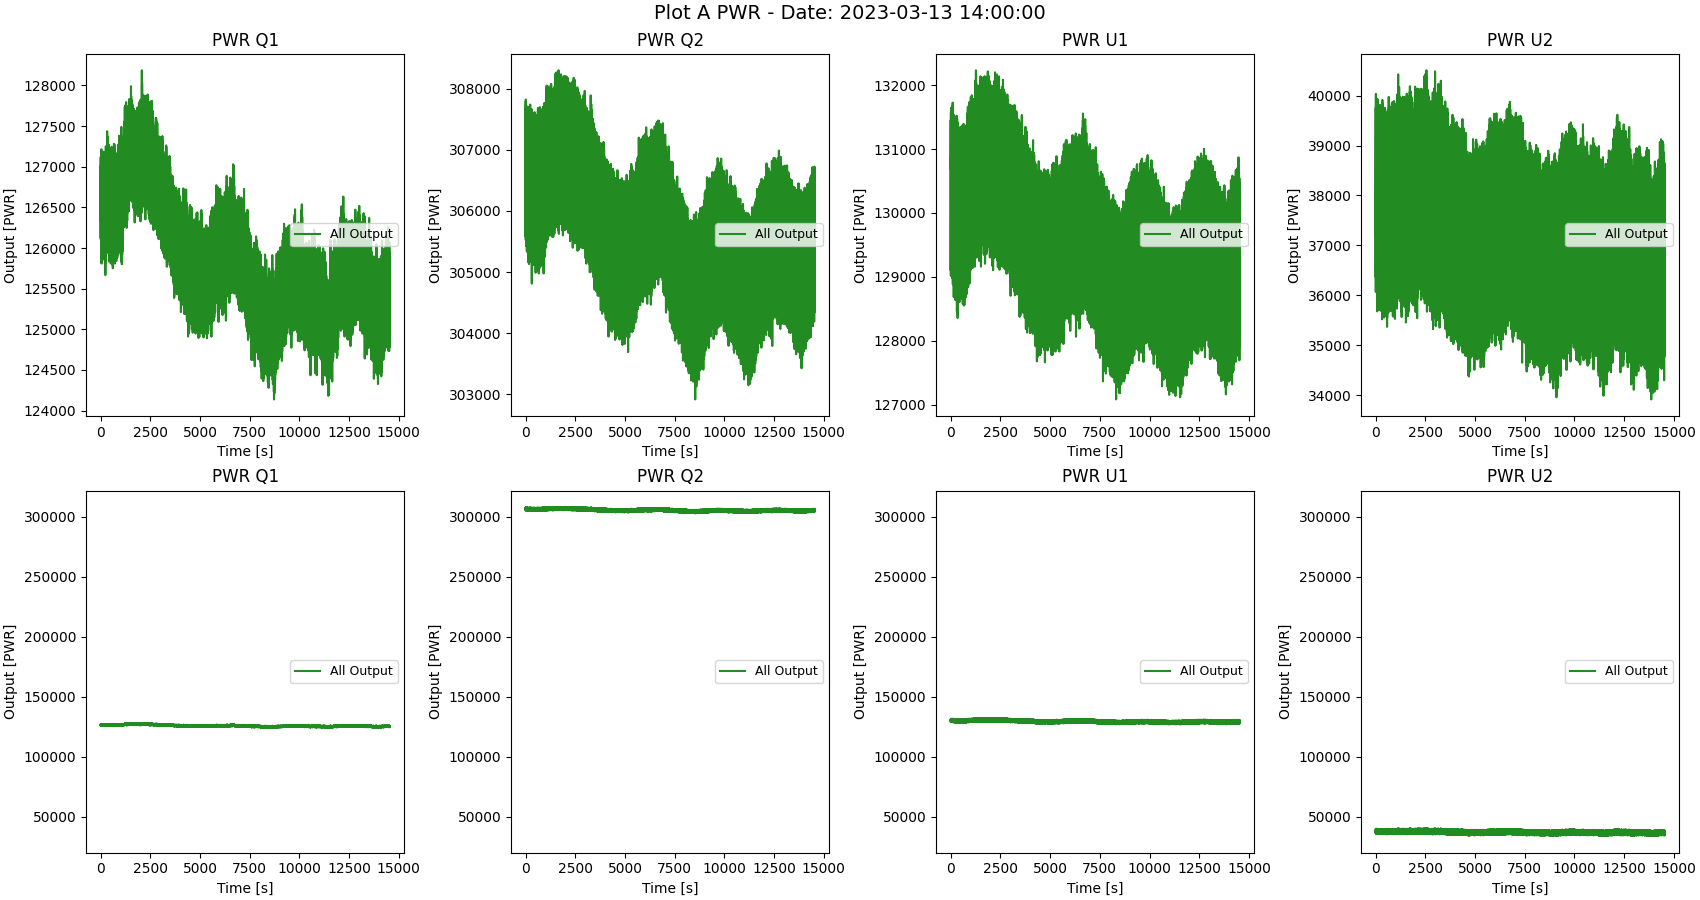 Plot A PWR - Date: 2023-03-13 14:00:00
PWR Q1
Output [PWR]
128000
127500
127000
126500
126000
125500
125000
124500
124000
All Output
0 2500 5000 7500 10000 12500 15000
Time [s]
PWR Q2
Output [PWR]
308000
307000
306000
305000
304000
303000
All Output
0 2500 5000 7500 10000 12500 15000
Time [s]
PWR U1
Output [PWR]
132000
131000
130000
129000
128000
127000
All Output
0 2500 5000 7500 10000 12500 15000
Time [s]
PWR U2
Output [PWR]
40000
39000
38000
37000
36000
35000
34000
All Output
0 2500 5000 7500 10000 12500 15000
Time [s]
PWR Q1
Output [PWR]
300000
250000
200000
150000
100000
50000
All Output
0 2500 5000 7500 10000 12500 15000
Time [s]
PWR Q2
Output [PWR]
300000
250000
200000
150000
100000
50000
All Output
0 2500 5000 7500 10000 12500 15000
Time [s]
PWR U1
Output [PWR]
300000
250000
200000
150000
100000
50000
All Output
0 2500 5000 7500 10000 12500 15000
Time [s]
PWR U2
Output [PWR]
300000
250000
200000
150000
100000
50000
All Output
0 2500 5000 7500 10000 12500 15000
Time [s]